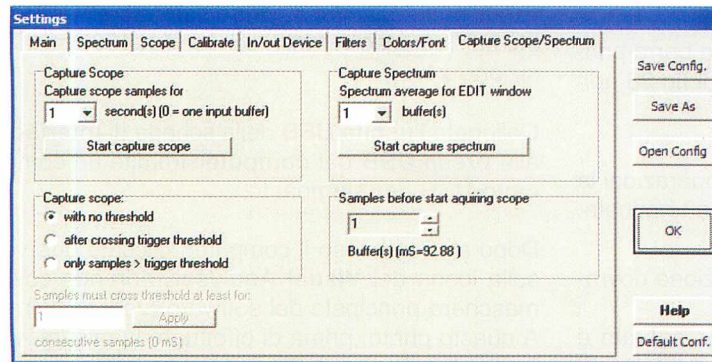 Settings
Main Spectrum Scope Calibrate In/out Device Filters Colors/Font Capture Scope/Spectrum
Capture Scope
Capture scope samples for
1 second(s) (0 = one input buffer)
Start capture scope
Capture Spectrum
Spectrum average for EDIT window
1 buffer(s)
Start capture spectrum
Capture scope:
with no threshold
after crossing trigger threshold
only samples > trigger threshold
Samples before start aquiring scope
1
Buffer(s) (mS=92.88 )
Samples must cross threshold at least for:
1 Apply
consecutive samples (0 mS)
Save Config.
Save As
Open Config
OK
Help
Default Conf.